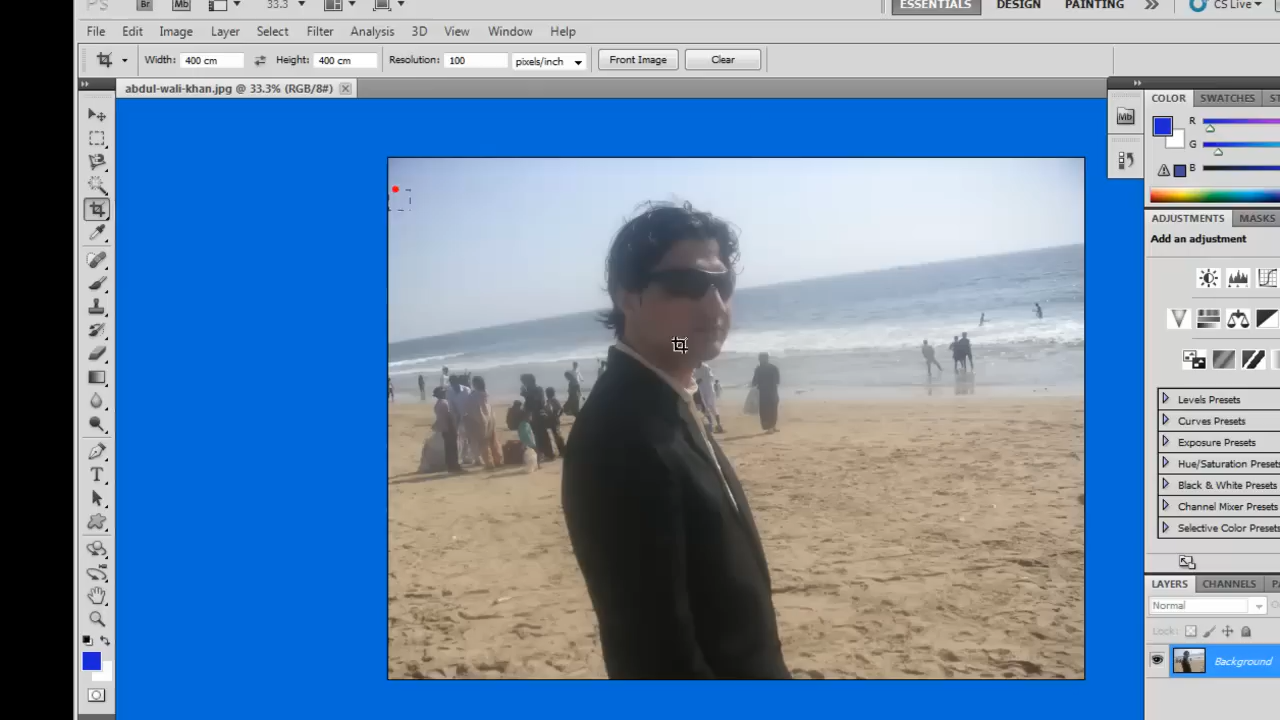 PS Br Mb 33.3 ESSENTIALS DESIGN PAINTING CS Live
File Edit Image Layer Select Filter Analysis 3D View Window Help
Width: 400 cm Height: 400 cm Resolution: 100 pixels/inch Front Image Clear
abdul-wali-khan.jpg @ 33.3% (RGB/8#)
Mb
COLOR SWATCHES
R
G
B
ADJUSTMENTS MASKS
Add an adjustment
Levels Presets
Curves Presets
Exposure Presets
Hue/Saturation Presets
Black & White Presets
Channel Mixer Presets
Selective Color Presets
T
LAYERS CHANNELS
Normal
Lock:
Background